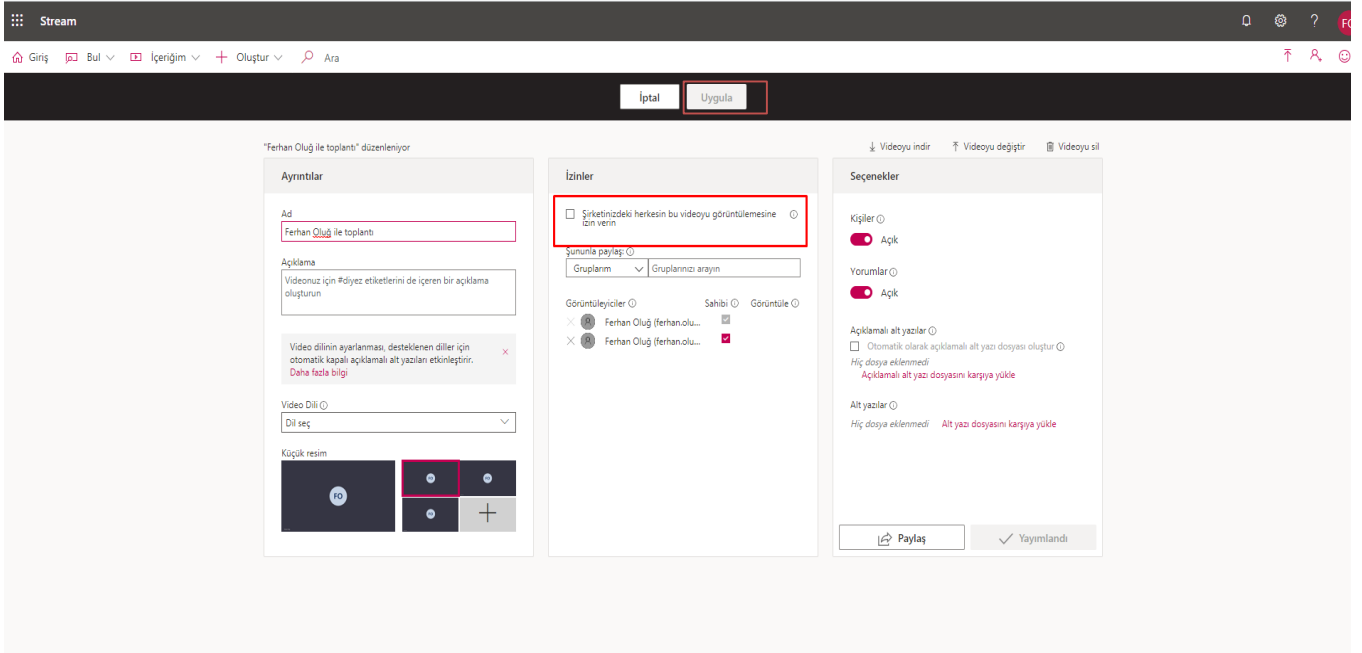 Stream
FO
Giriş Bul İçeriğim Oluştur Ara
İptal Uygula
"Ferhan Oluğ ile toplantı" düzenleniyor
Videoyu indir Videoyu değiştir Videoyu sil
Ayrıntılar
Ad
Ferhan Oluğ ile toplantı
Açıklama
Videonuz için #diyez etiketlerini de içeren bir açıklama
oluşturun
Video dilinin ayarlanması, desteklenen diller için
otomatik kapalı açıklamalı alt yazıları etkinleştirir.
Daha fazla bilgi
Video Dili
Dil seç
Küçük resim
FO
FO
FO
FO
İzinler
Şirketinizdeki herkesin bu videoyu görüntülemesine
izin verin
Şununla paylaş:
Gruplarım Gruplarınızı arayın
Görüntüleyiciler Sahibi Görüntüle
Ferhan Oluğ (ferhan.olu...
Ferhan Oluğ (ferhan.olu...
Seçenekler
Kişiler
Açık
Yorumlar
Açık
Açıklamalı alt yazılar
Otomatik olarak açıklamalı alt yazı dosyası oluştur
Hiç dosya eklenmedi
Açıklamalı alt yazı dosyasını karşıya yükle
Alt yazılar
Hiç dosya eklenmedi Alt yazı dosyasını karşıya yükle
Paylaş Yayımlandı